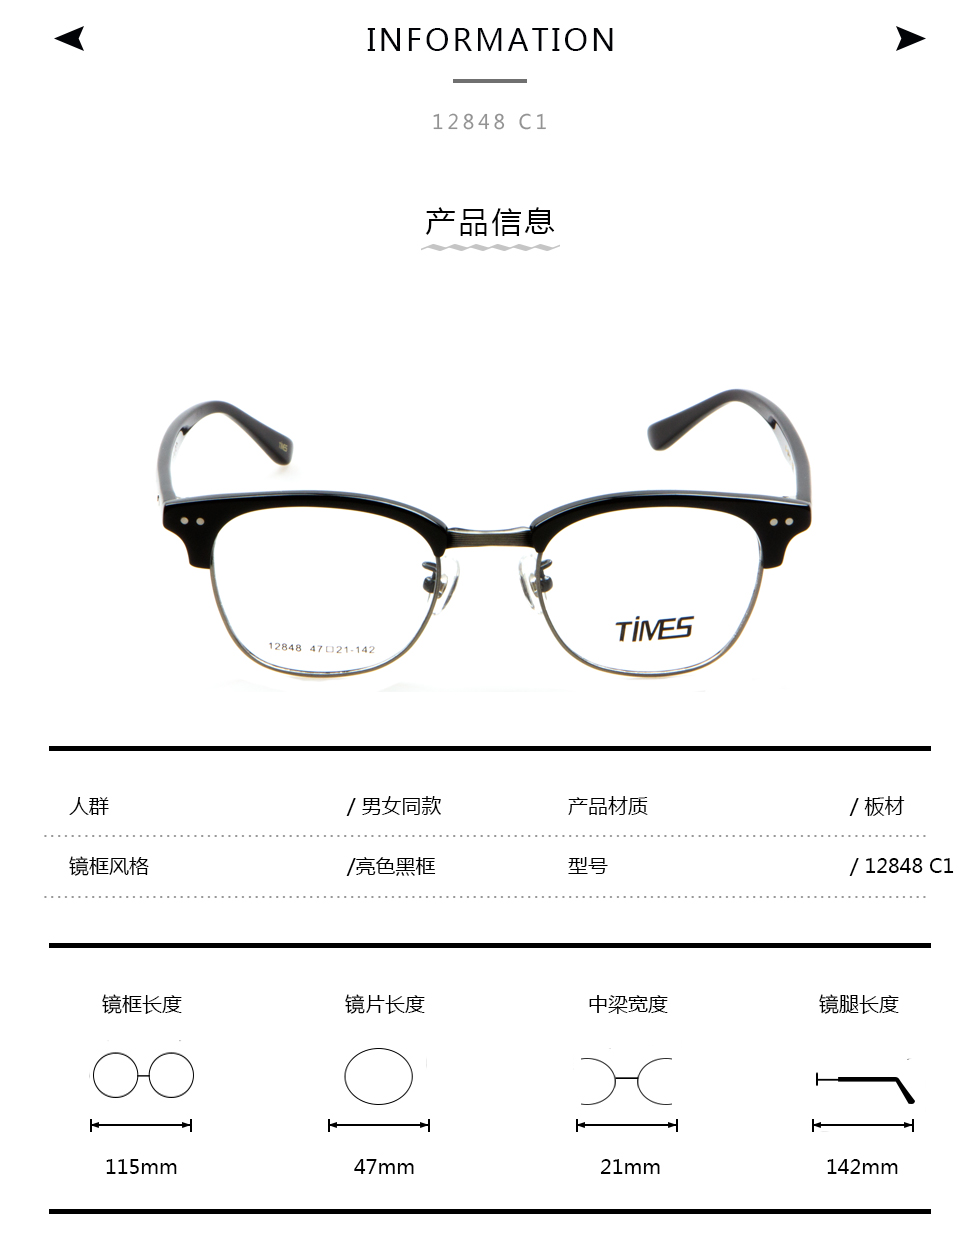 INFORMATION
12848 C1
产品信息
TIMES
12848 47□21-142
人群 / 男女同款 产品材质 / 板材
镜框风格 /亮色黑框 型号 / 12848 C1
镜框长度 镜片长度 中梁宽度 镜腿长度
115mm 47mm 21mm 142mm